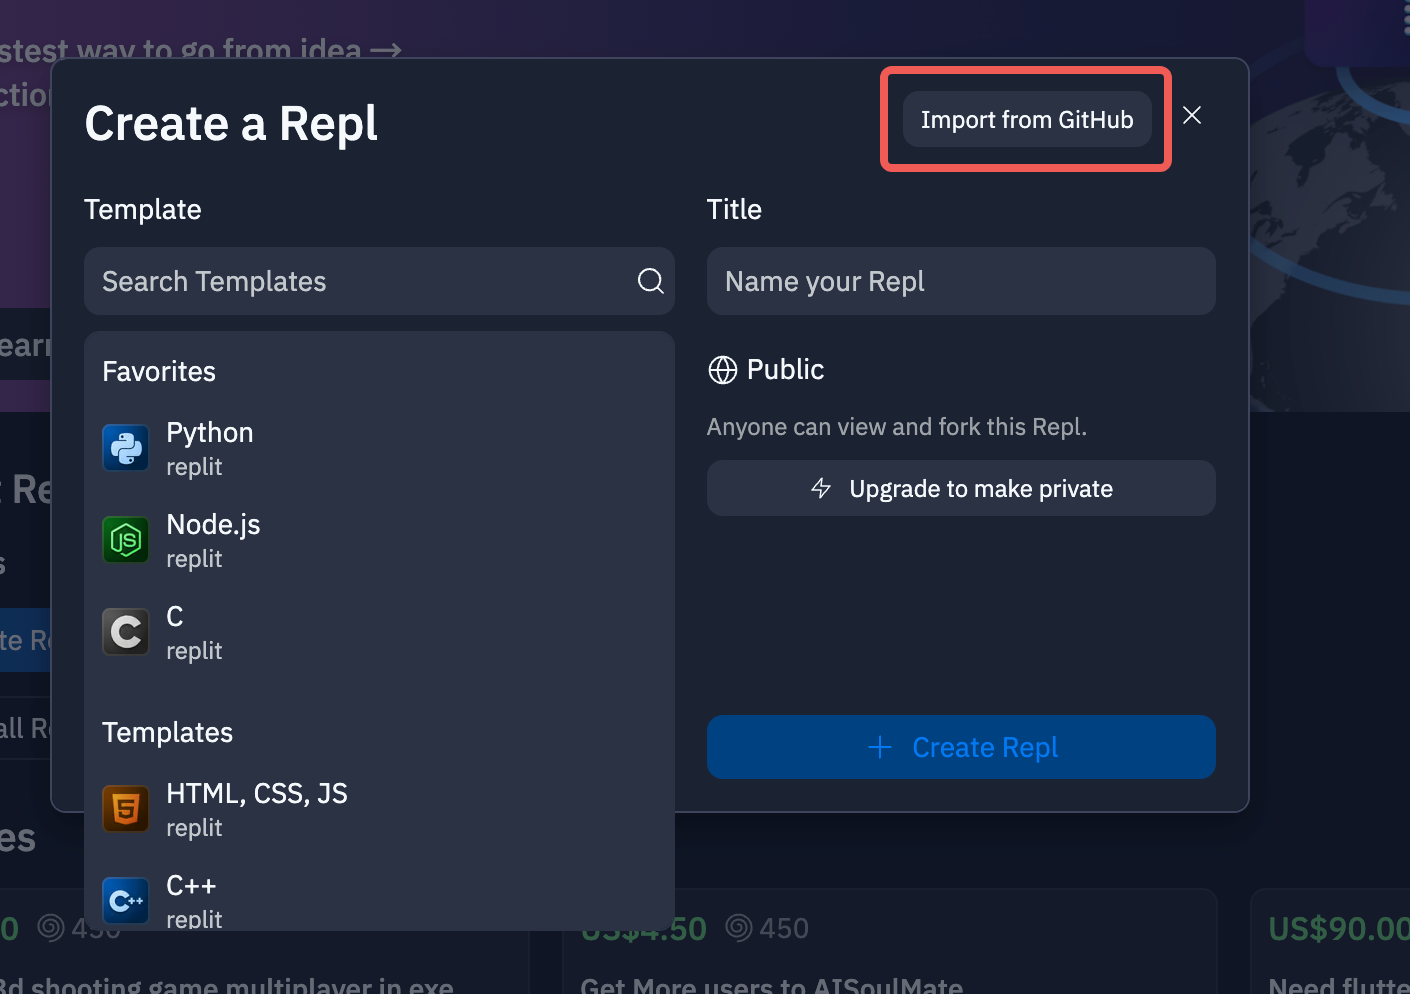 stest way to go from idea →
Create a Repl
Import from GitHub
Template
Title
Search Templates
Name your Repl
Favorites
Public
Python
replit
Anyone can view and fork this Repl.
Upgrade to make private
Node.js
replit
C
replit
Templates
Create Repl
HTML, CSS, JS
replit
C++
replit
US$4.50 450
US$90.00
3d shooting game multiplayer in exe
Get More users to AISoulMate
Need flutte